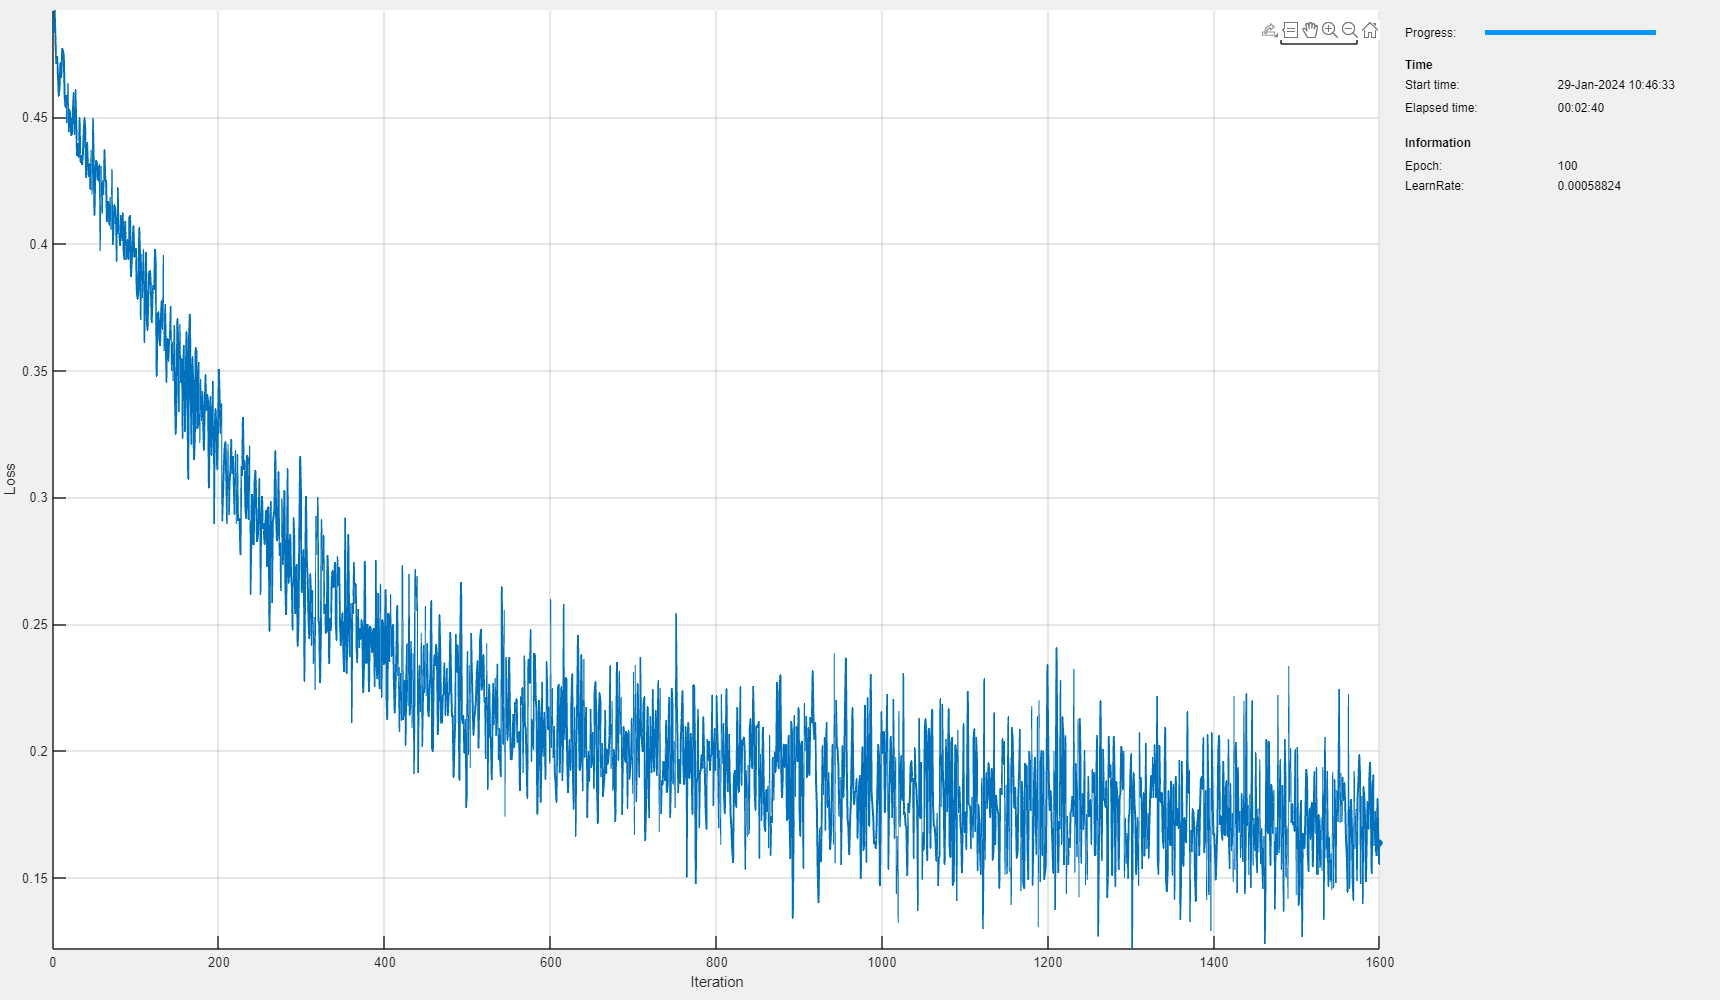 Progress:
Time
Start time: 29-Jan-2024 10:46:33
Elapsed time: 00:02:40
Information
Epoch: 100
LearnRate: 0.00058824
0.45
0.4
0.35
0.3
0.25
0.2
0.15
Loss
0 200 400 600 800 1000 1200 1400 1600
Iteration